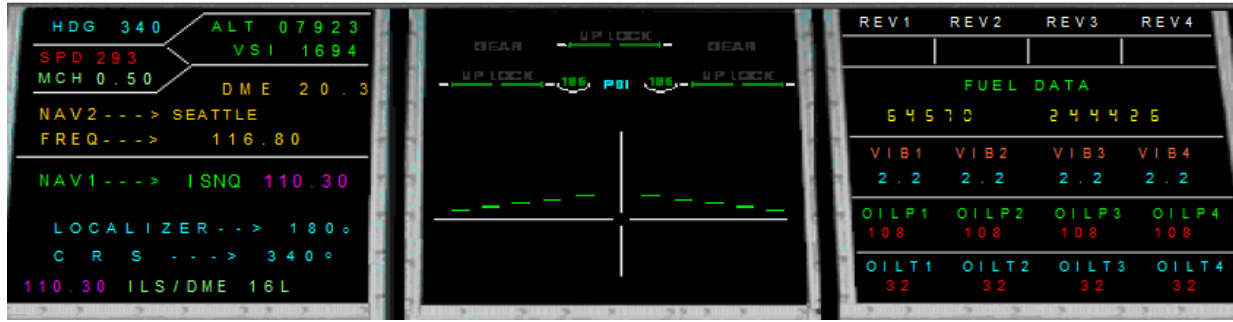 HDG 340
ALT 07923
SPD 293
VSI 1694
MCH 0.50
DME 20.3
NAV2---> SEATTLE
FREQ---> 116.80
NAV1---> ISNQ 110.30
LOCALIZER--> 180°
CRS ---> 340°
110.30 ILS/DME 16L
GEAR UP LOCK GEAR
UP LOCK 186 PSI 186 UP LOCK
REV1 REV2 REV3 REV4
FUEL DATA
64570 244426
VIB1 VIB2 VIB3 VIB4
2.2 2.2 2.2 2.2
OILP1 OILP2 OILP3 OILP4
108 108 108 108
OILT1 OILT2 OILT3 OILT4
32 32 32 32